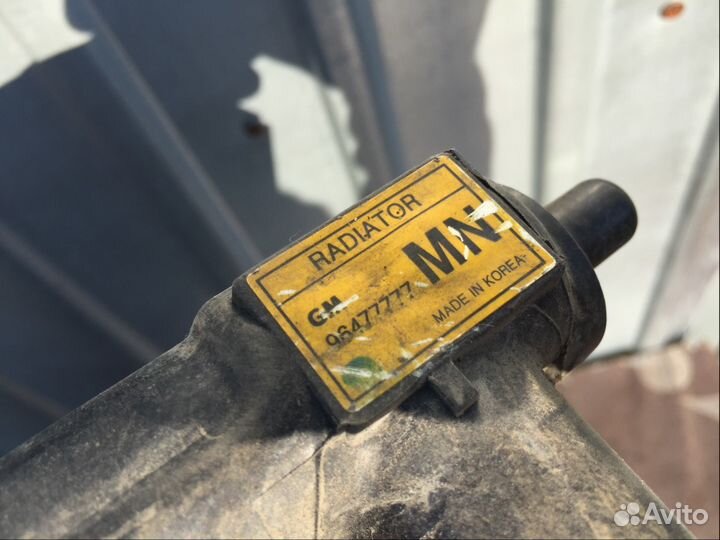 RADIATOR
GM MN
96477777
MADE IN KOREA
Avito